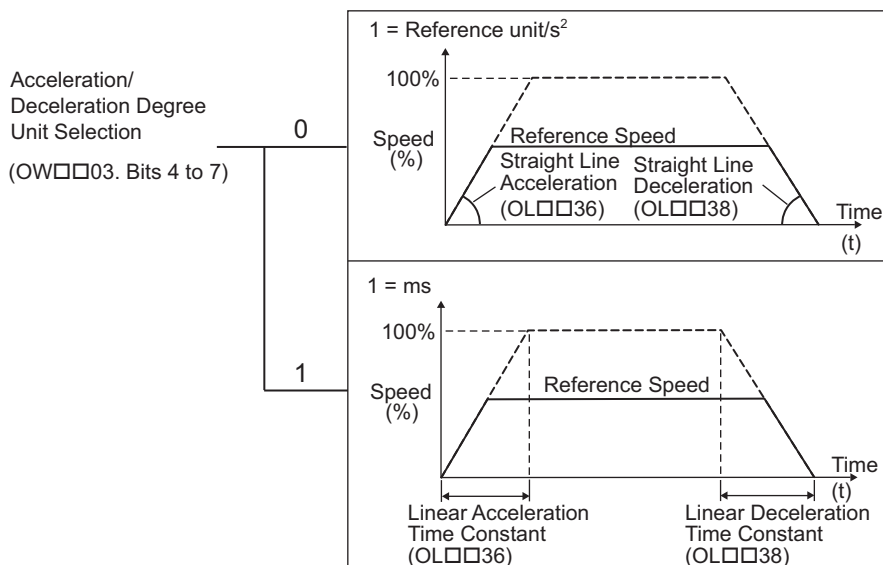 Acceleration/
Deceleration Degree
Unit Selection
(OW□□03. Bits 4 to 7)
0
1
1 = Reference unit/s²
100%
Speed
(%)
Reference Speed
Straight Line
Acceleration
(OL□□36)
Straight Line
Deceleration
(OL□□38)
Time
(t)
1 = ms
100%
Speed
(%)
Reference Speed
Time
(t)
Linear Acceleration
Time Constant
(OL□□36)
Linear Deceleration
Time Constant
(OL□□38)